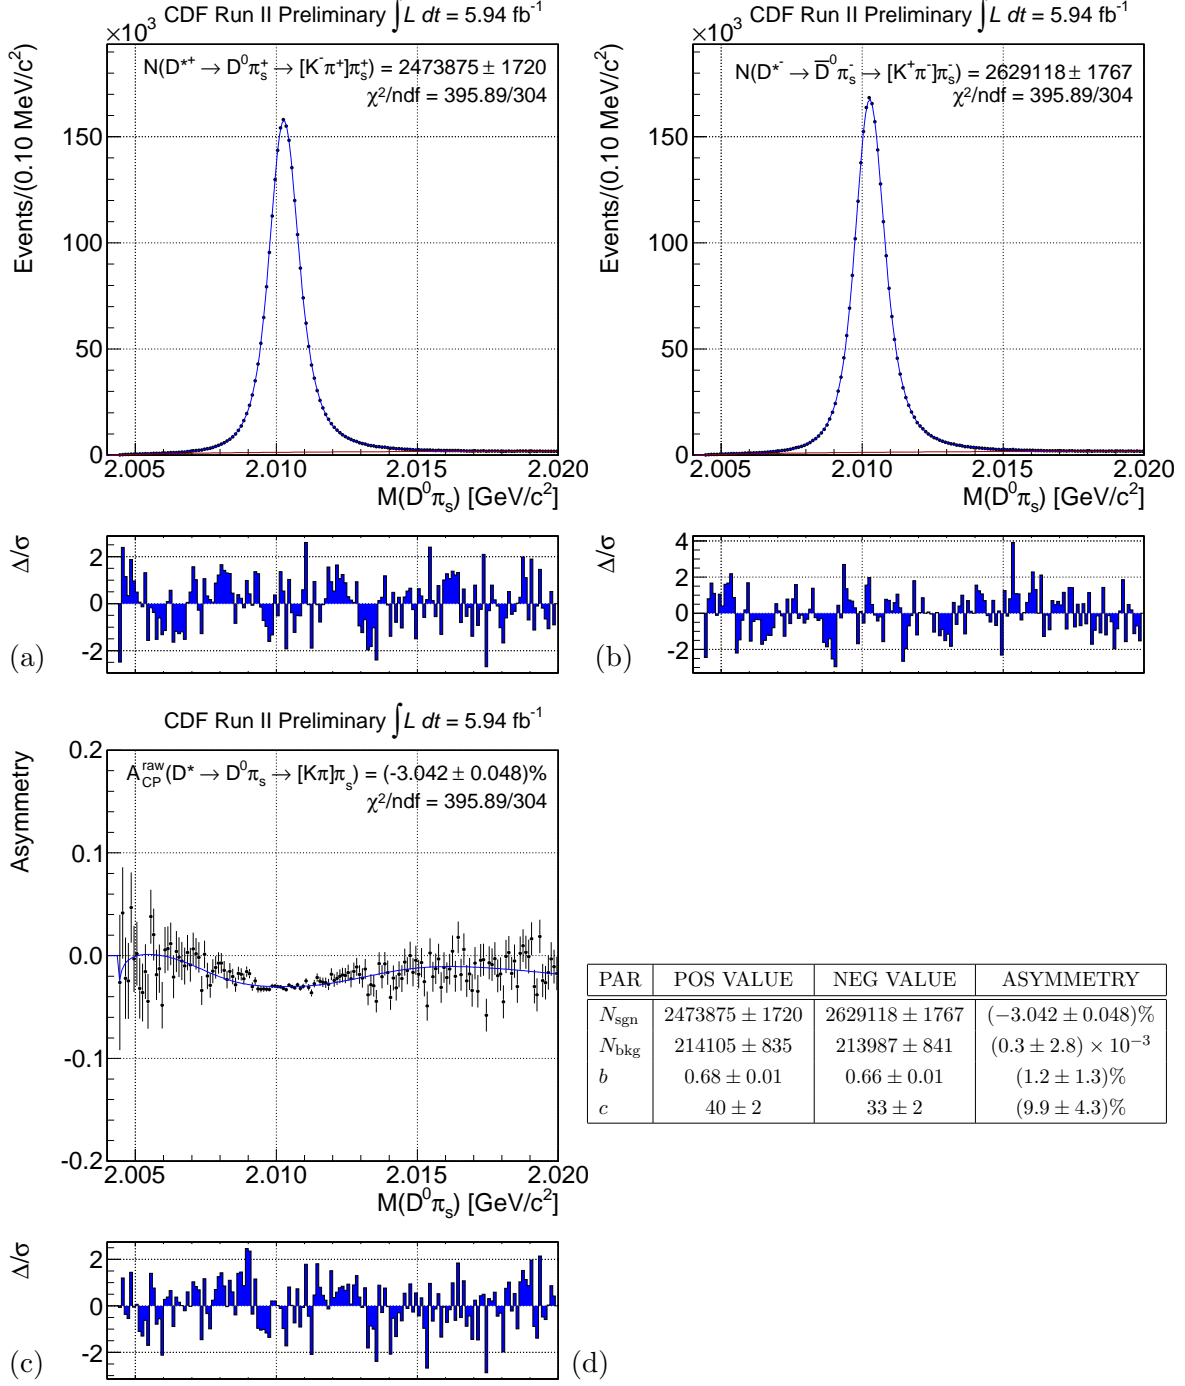 CDF Run II Preliminary ∫L dt = 5.94 fb⁻¹
×10³
N(D*⁺ → D⁰πₛ⁺ → [K⁻π⁺]πₛ⁺) = 2473875 ± 1720
χ²/ndf = 395.89/304
Events/(0.10 MeV/c²)
150
100
50
0
2.005 2.010 2.015 2.020
M(D⁰πₛ) [GeV/c²]
Δ/σ
2
0
-2
(a)
CDF Run II Preliminary ∫L dt = 5.94 fb⁻¹
×10³
N(D*⁻ → D̅⁰πₛ⁻ → [K⁺π⁻]πₛ⁻) = 2629118 ± 1767
χ²/ndf = 395.89/304
Events/(0.10 MeV/c²)
150
100
50
0
2.005 2.010 2.015 2.020
M(D⁰πₛ) [GeV/c²]
Δ/σ
4
2
0
-2
(b)
CDF Run II Preliminary ∫L dt = 5.94 fb⁻¹
A_CP^raw(D* → D⁰πₛ → [Kπ]πₛ) = (-3.042 ± 0.048)%
χ²/ndf = 395.89/304
Asymmetry
0.2
0.1
0.0
-0.1
-0.2
2.005 2.010 2.015 2.020
M(D⁰πₛ) [GeV/c²]
Δ/σ
2
0
-2
(c)
PAR POS VALUE NEG VALUE ASYMMETRY
N_sgn 2473875 ± 1720 2629118 ± 1767 (−3.042 ± 0.048)%
N_bkg 214105 ± 835 213987 ± 841 (0.3 ± 2.8) × 10⁻³
b 0.68 ± 0.01 0.66 ± 0.01 (1.2 ± 1.3)%
c 40 ± 2 33 ± 2 (9.9 ± 4.3)%
(d)